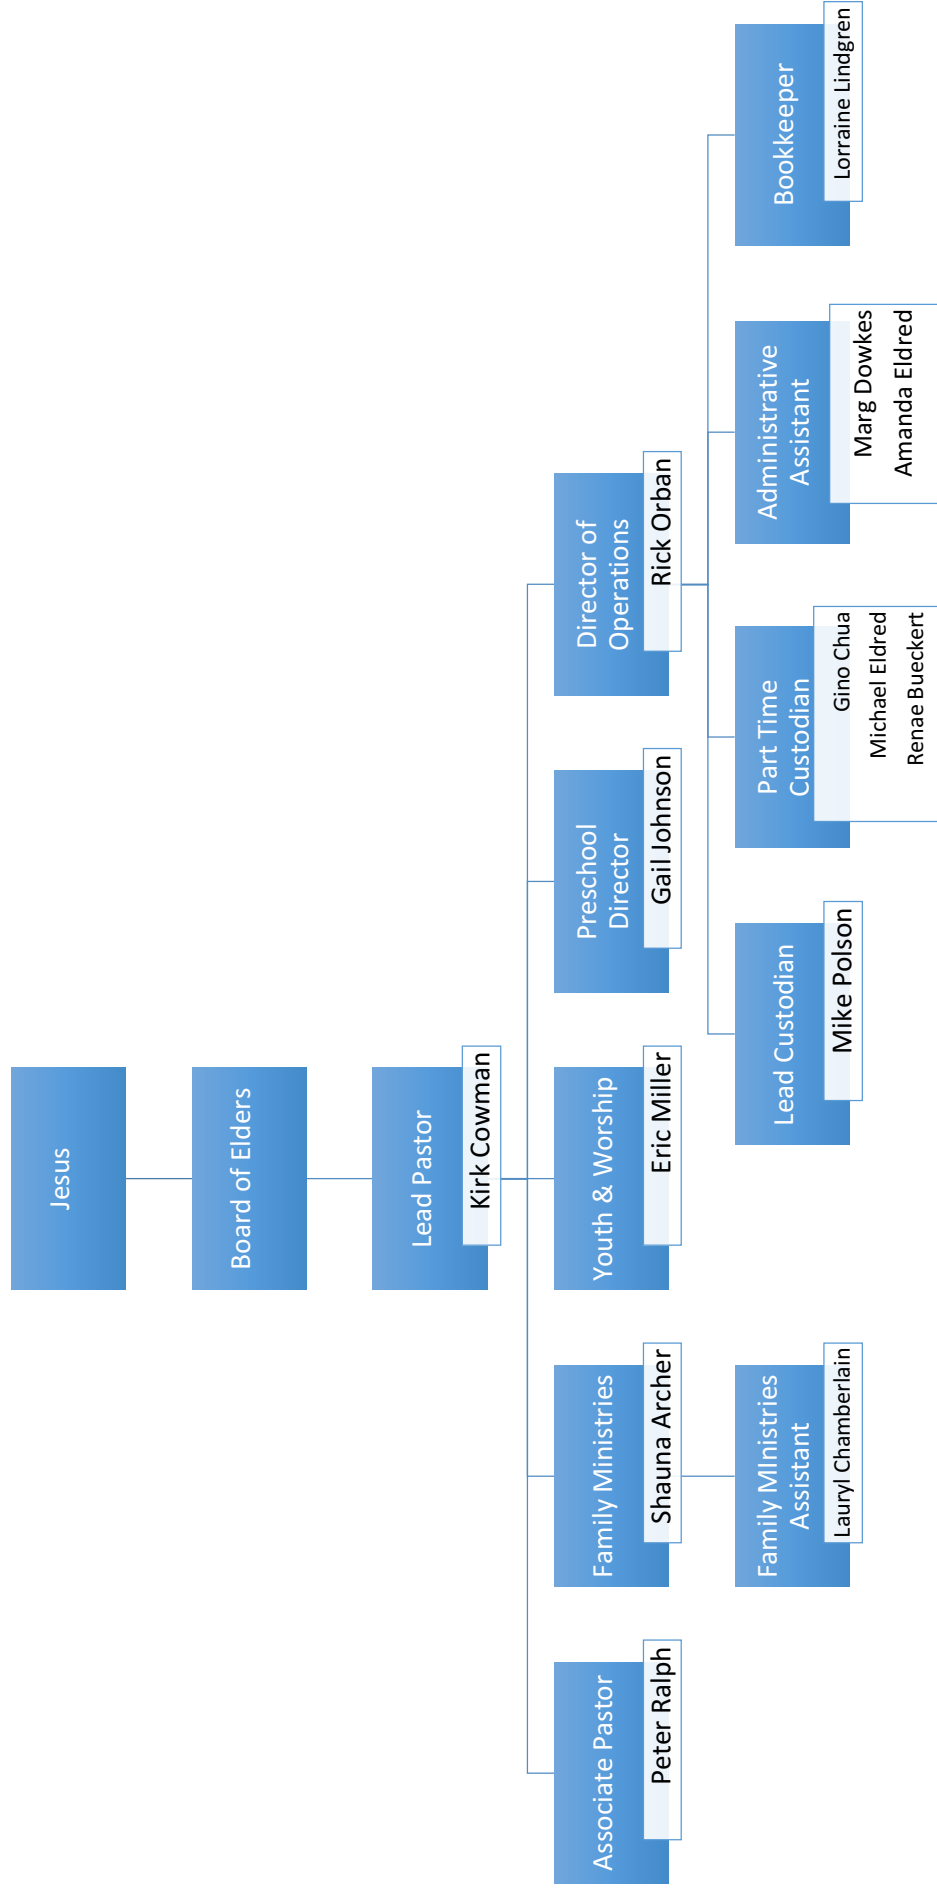 Jesus
Board of Elders
Lead Pastor
Kirk Cowman
Associate Pastor
Peter Ralph
Family Ministries
Shauna Archer
Youth & Worship
Eric Miller
Preschool
Director
Gail Johnson
Director of
Operations
Rick Orban
Family MInistries
Assistant
Lauryl Chamberlain
Lead Custodian
Mike Polson
Part Time
Custodian
Gino Chua
Michael Eldred
Renae Bueckert
Administrative
Assistant
Marg Dowkes
Amanda Eldred
Bookkeeper
Lorraine Lindgren